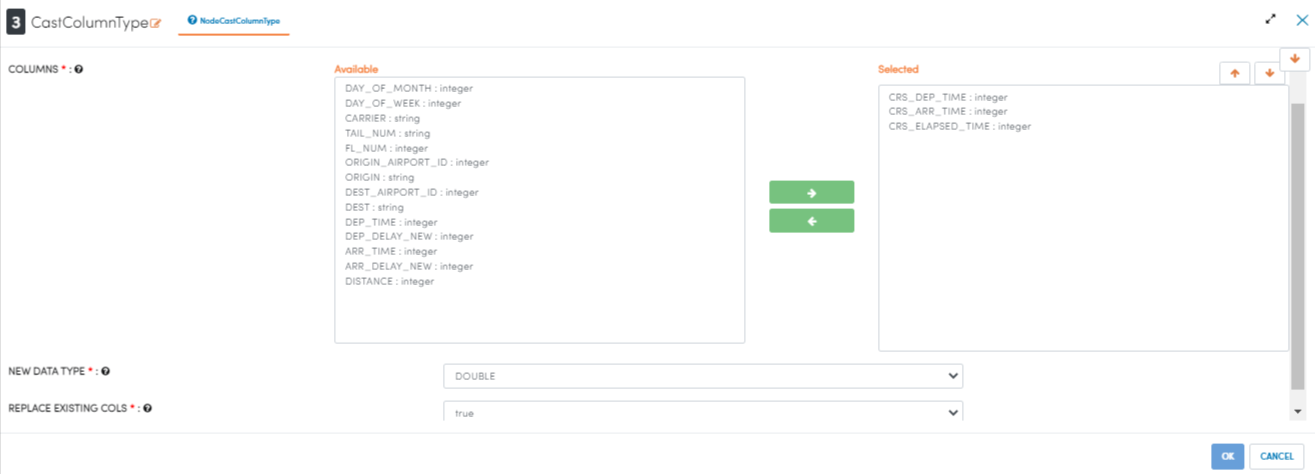 3 CastColumnType NodeCastColumnType
COLUMNS * :
Available
DAY_OF_MONTH : integer
DAY_OF_WEEK : integer
CARRIER : string
TAIL_NUM : string
FL_NUM : integer
ORIGIN_AIRPORT_ID : integer
ORIGIN : string
DEST_AIRPORT_ID : integer
DEST : string
DEP_TIME : integer
DEP_DELAY_NEW : integer
ARR_TIME : integer
ARR_DELAY_NEW : integer
DISTANCE : integer
Selected
CRS_DEP_TIME : integer
CRS_ARR_TIME : integer
CRS_ELAPSED_TIME : integer
NEW DATA TYPE * : DOUBLE
REPLACE EXISTING COLS * : true
OK CANCEL